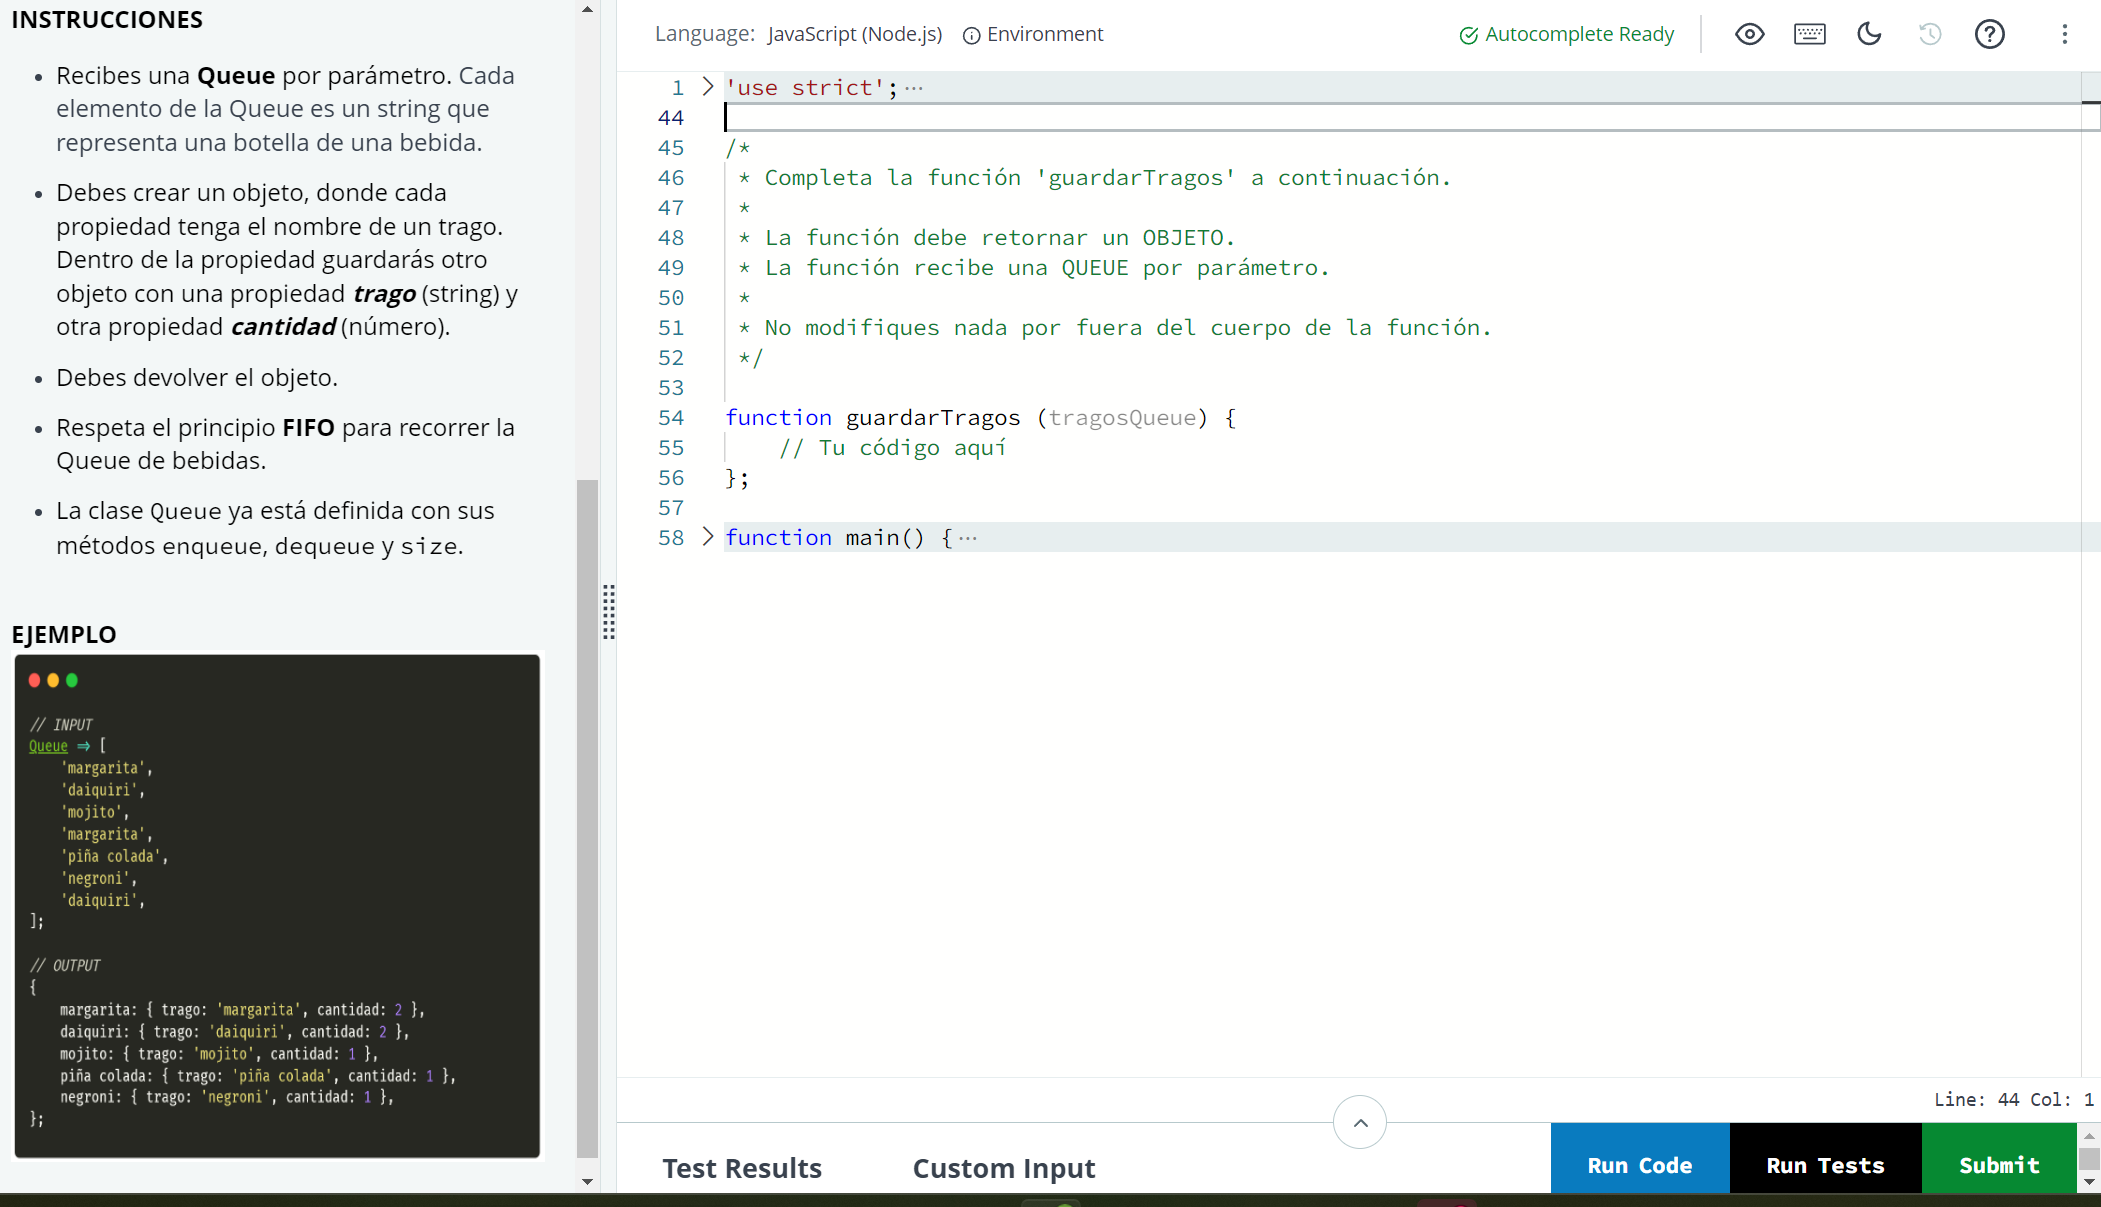 INSTRUCCIONES
Recibes una Queue por parámetro. Cada
elemento de la Queue es un string que
representa una botella de una bebida.
Debes crear un objeto, donde cada
propiedad tenga el nombre de un trago.
Dentro de la propiedad guardarás otro
objeto con una propiedad trago (string) y
otra propiedad cantidad (número).
Debes devolver el objeto.
Respeta el principio FIFO para recorrer la
Queue de bebidas.
La clase Queue ya está definida con sus
métodos enqueue, dequeue y size.
EJEMPLO
// INPUT
Queue ⇒ [
'margarita',
'daiquiri',
'mojito',
'margarita',
'piña colada',
'negroni',
'daiquiri',
];
// OUTPUT
{
margarita: { trago: 'margarita', cantidad: 2 },
daiquiri: { trago: 'daiquiri', cantidad: 2 },
mojito: { trago: 'mojito', cantidad: 1 },
piña colada: { trago: 'piña colada', cantidad: 1 },
negroni: { trago: 'negroni', cantidad: 1 },
};
Language: JavaScript (Node.js) Environment Autocomplete Ready
1 'use strict';···
44
45 /*
46 * Completa la función 'guardarTragos' a continuación.
47 *
48 * La función debe retornar un OBJETO.
49 * La función recibe una QUEUE por parámetro.
50 *
51 * No modifiques nada por fuera del cuerpo de la función.
52 */
53
54 function guardarTragos (tragosQueue) {
55 // Tu código aquí
56 };
57
58 function main() {···
Line: 44 Col: 1
Test Results Custom Input Run Code Run Tests Submit